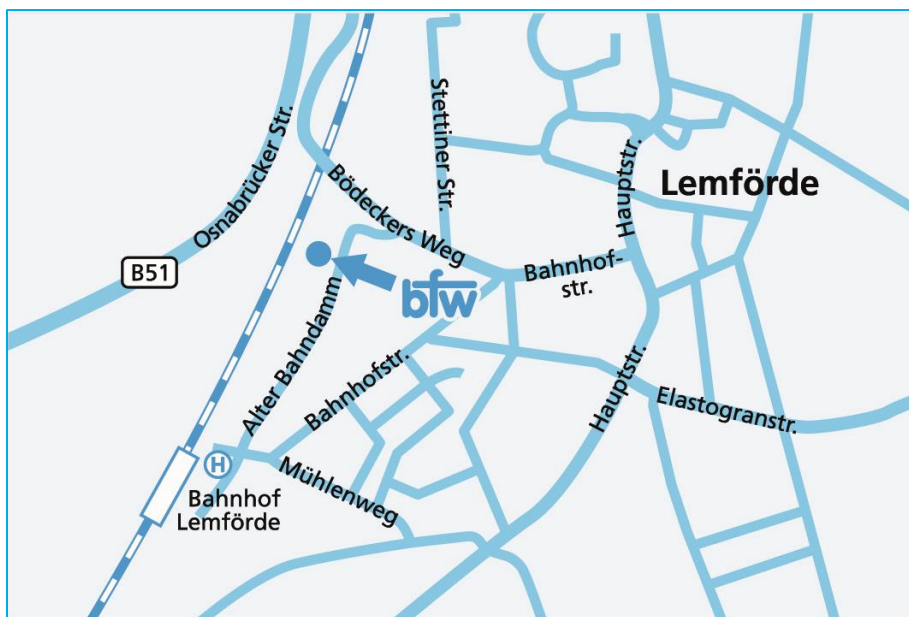 Osnabrücker Str.
Stettiner Str.
Hauptstr.
Lemförde
Bödeckers Weg
B51
bfw
Bahnhof-
str.
Alter Bahndamm
Bahnhofstr.
Hauptstr.
Elastogranstr.
H
Mühlenweg
Bahnhof
Lemförde